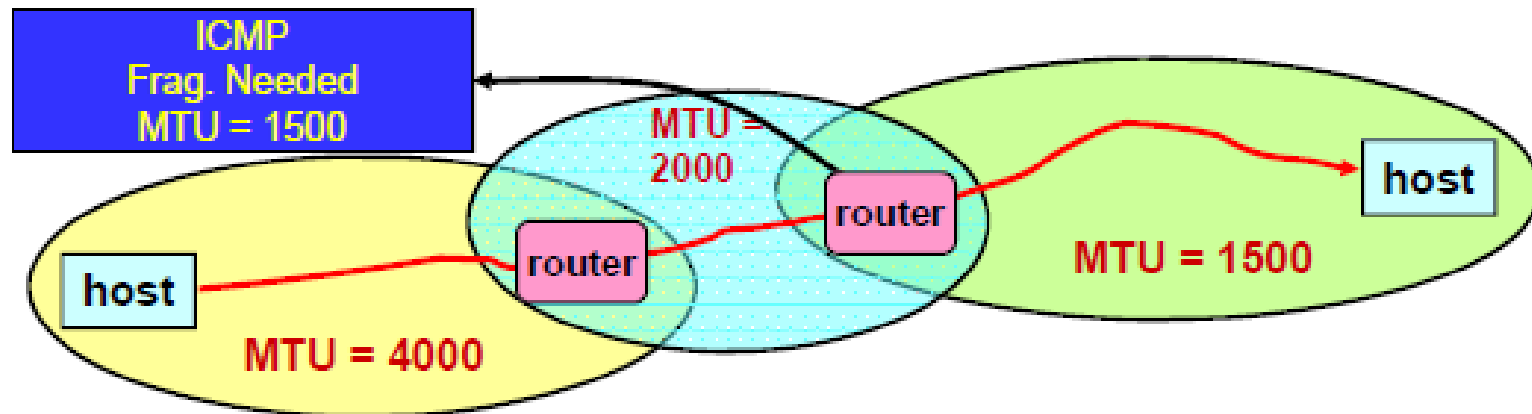 ICMP
Frag. Needed
MTU = 1500
MTU =
2000
host
router
router
host
MTU = 1500
MTU = 4000